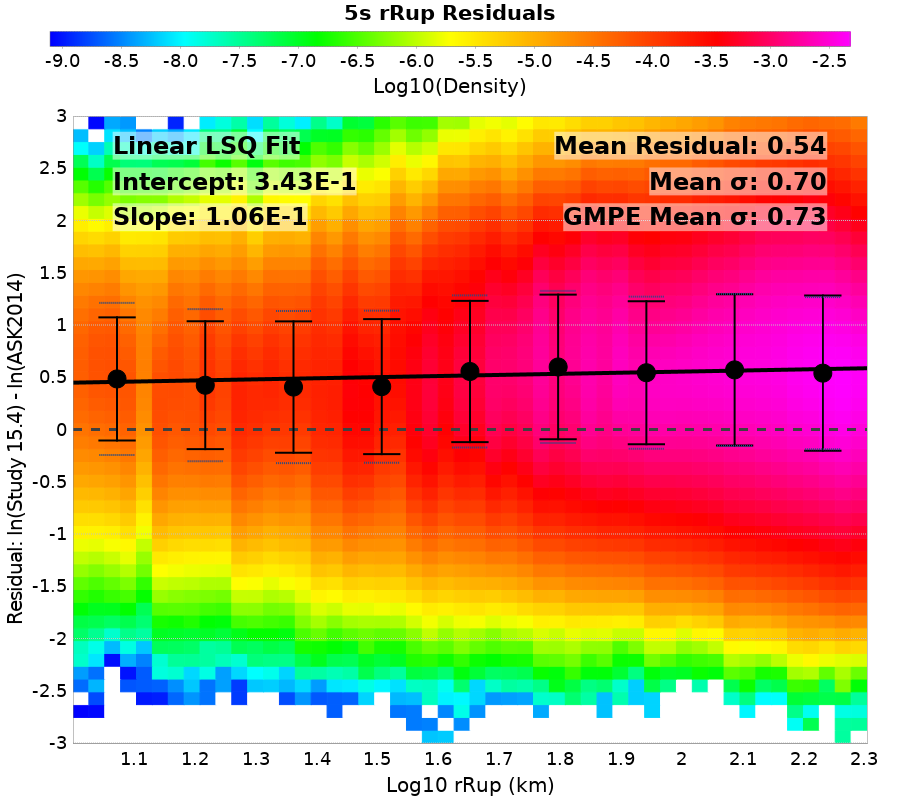 5s rRup Residuals
-9.0 -8.5 -8.0 -7.5 -7.0 -6.5 -6.0 -5.5 -5.0 -4.5 -4.0 -3.5 -3.0 -2.5
Log10(Density)
Linear LSQ Fit
Intercept: 3.43E-1
Slope: 1.06E-1
Mean Residual: 0.54
Mean σ: 0.70
GMPE Mean σ: 0.73
Residual: ln(Study 15.4) - ln(ASK2014)
3
2.5
2
1.5
1
0.5
0
-0.5
-1
-1.5
-2
-2.5
-3
1.1 1.2 1.3 1.4 1.5 1.6 1.7 1.8 1.9 2 2.1 2.2 2.3
Log10 rRup (km)